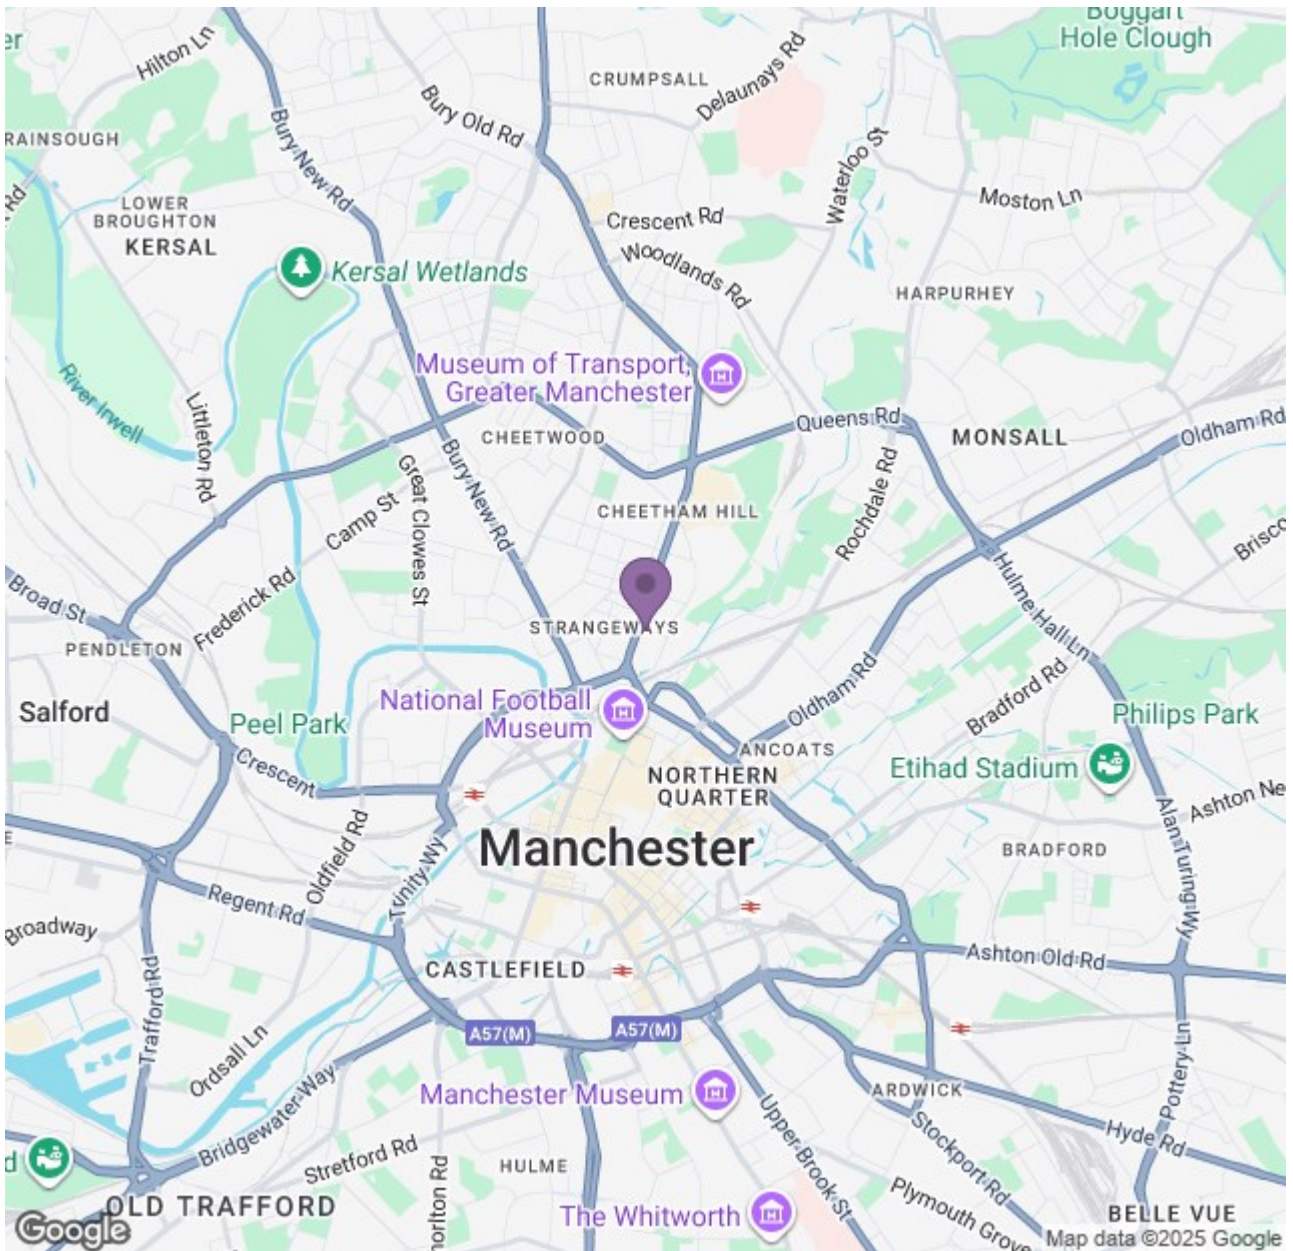 Boggart
Hole Clough
er
Hilton Ln
CRUMPSALL
Delaunays Rd
Bury Old Rd
Bury New Rd
RAINSOUGH
Waterloo St
Rd
LOWER
BROUGHTON
KERSAL
Moston Ln
Crescent Rd
Woodlands Rd
Kersal Wetlands
HARPURHEY
Museum of Transport,
Greater Manchester
River Irwell
Littleton Rd
Queens Rd
MONSALL
Oldham Rd
CHEETWOOD
Bury New Rd
Great Clowes St
Camp St
CHEETHAM HILL
Rochdale Rd
Brisco
Broad St
Frederick Rd
Hulme Hall Ln
STRANGEWAYS
PENDLETON
Salford
Peel Park
National Football
Museum
Oldham Rd
Bradford Rd
Philips Park
Crescent
ANCOATS
NORTHERN
QUARTER
Etihad Stadium
Ashton Ne
E
Oldfield Rd
Trinity Wy
Manchester
BRADFORD
Alan Turing Wy
Regent Rd
Broadway
CASTLEFIELD
Ashton Old Rd
Trafford Rd
Ordsall Ln
A57(M)
A57(M)
Manchester Museum
ARDWICK
Pottery Ln
Bridgewater Way
Upper Brook St
Stockport Rd
Hyde Rd
d
Stretford Rd
HULME
OLD TRAFFORD
horlton Rd
The Whitworth
Plymouth Grove
BELLE VUE
Google
Map data ©2025 Google